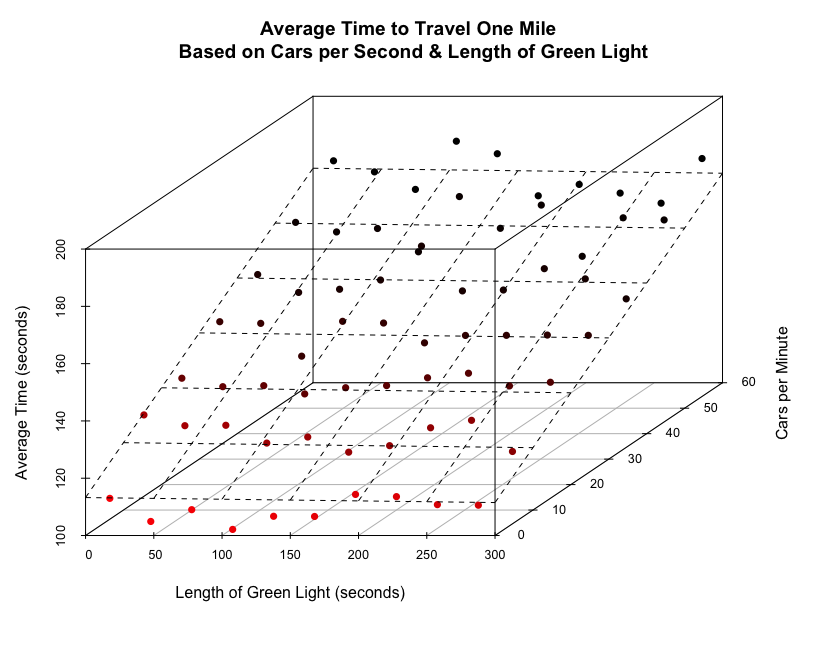 Average Time to Travel One Mile
Based on Cars per Second & Length of Green Light
Average Time (seconds)
200
180
160
140
120
100
0 50 100 150 200 250 300
Length of Green Light (seconds)
0
10
20
30
40
50
60
Cars per Minute